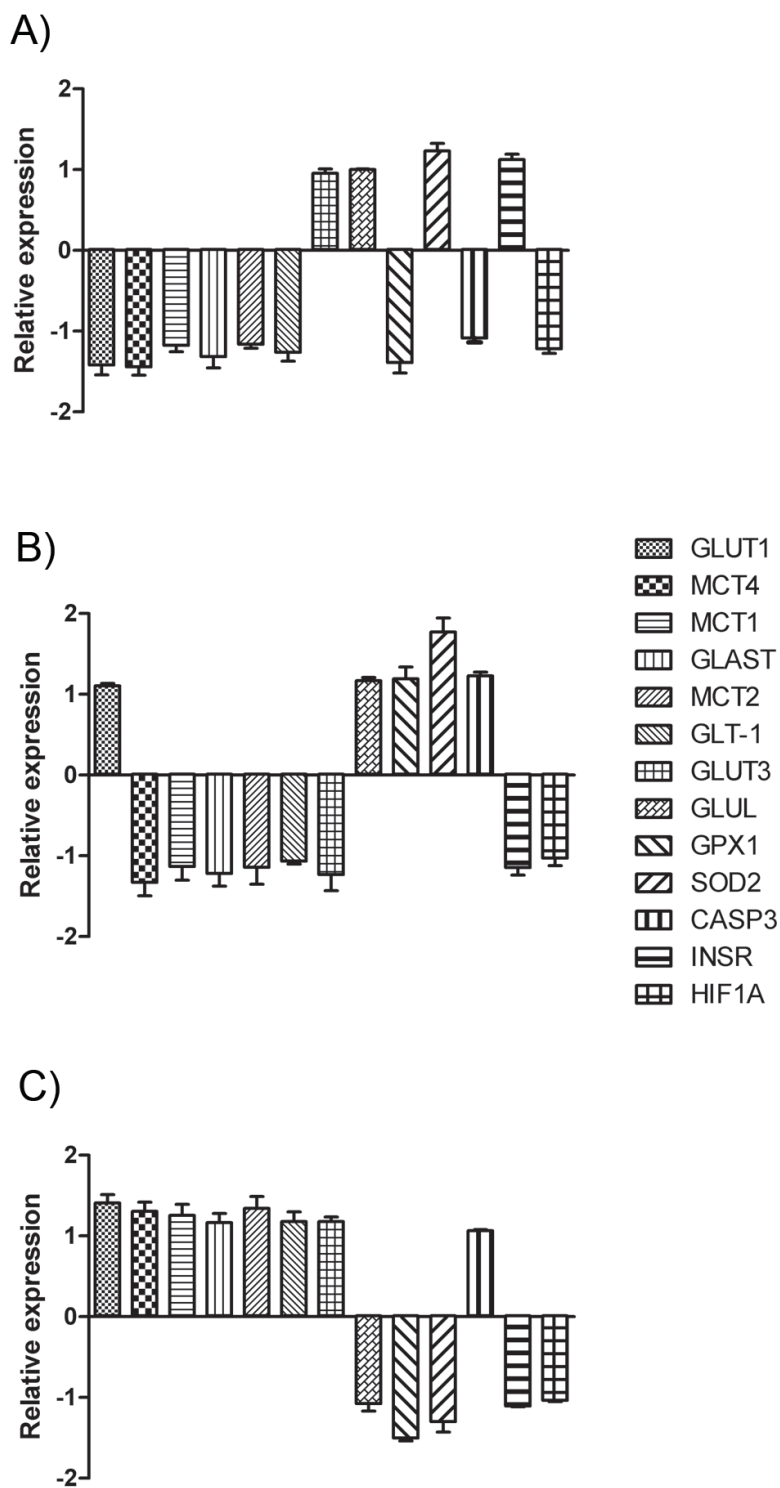 A)
Relative expression
2
1
0
-1
-2
B)
Relative expression
2
1
0
-1
-2
GLUT1
MCT4
MCT1
GLAST
MCT2
GLT-1
GLUT3
GLUL
GPX1
SOD2
CASP3
INSR
HIF1A
C)
Relative expression
2
1
0
-1
-2